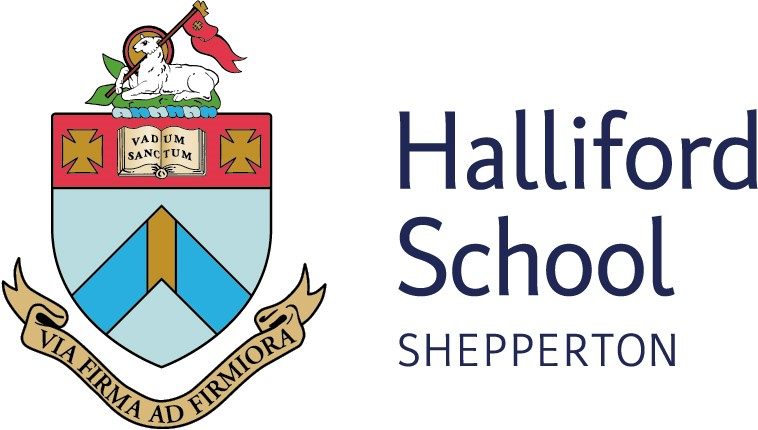 VADUM
SANCTUM
VIA FIRMA AD FIRMIORA
Halliford
School
SHEPPERTON